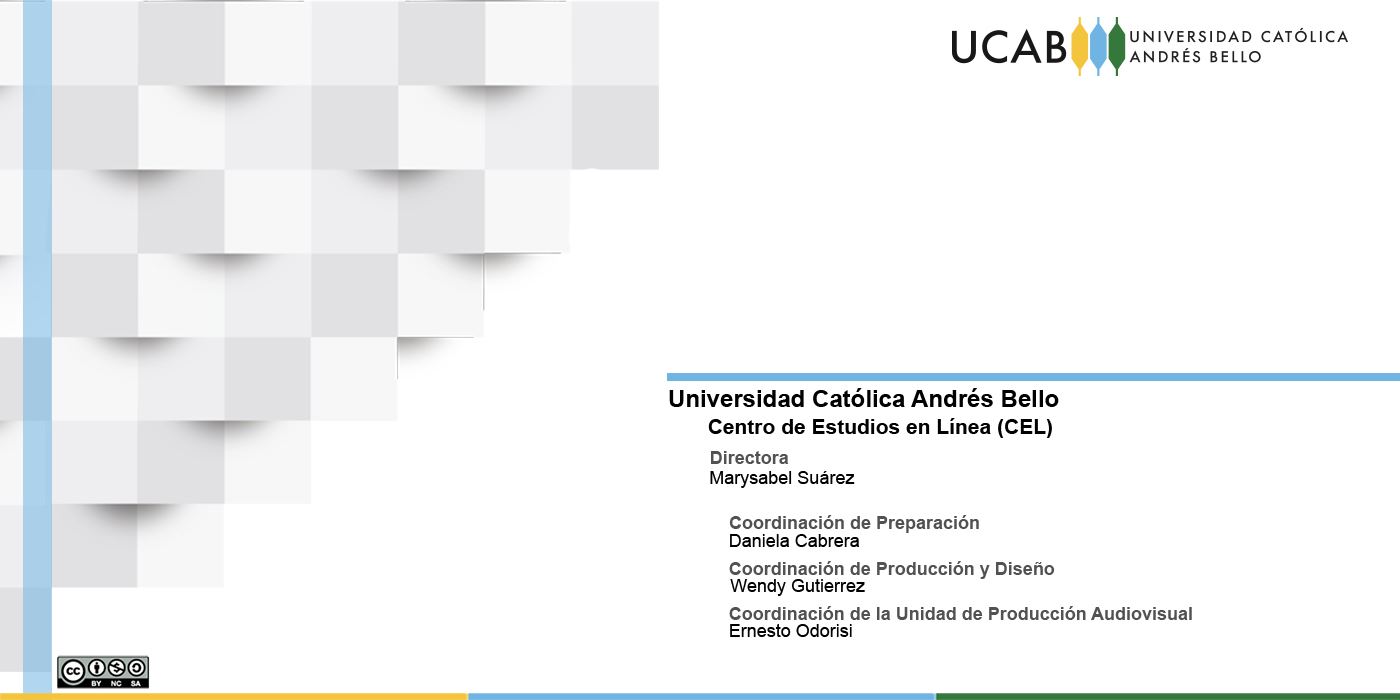 UCAB UNIVERSIDAD CATÓLICA
ANDRÉS BELLO
Universidad Católica Andrés Bello
Centro de Estudios en Línea (CEL)
Directora
Marysabel Suárez
Coordinación de Preparación
Daniela Cabrera
Coordinación de Producción y Diseño
Wendy Gutierrez
Coordinación de la Unidad de Producción Audiovisual
Ernesto Odorisi
cc
BY NC SA